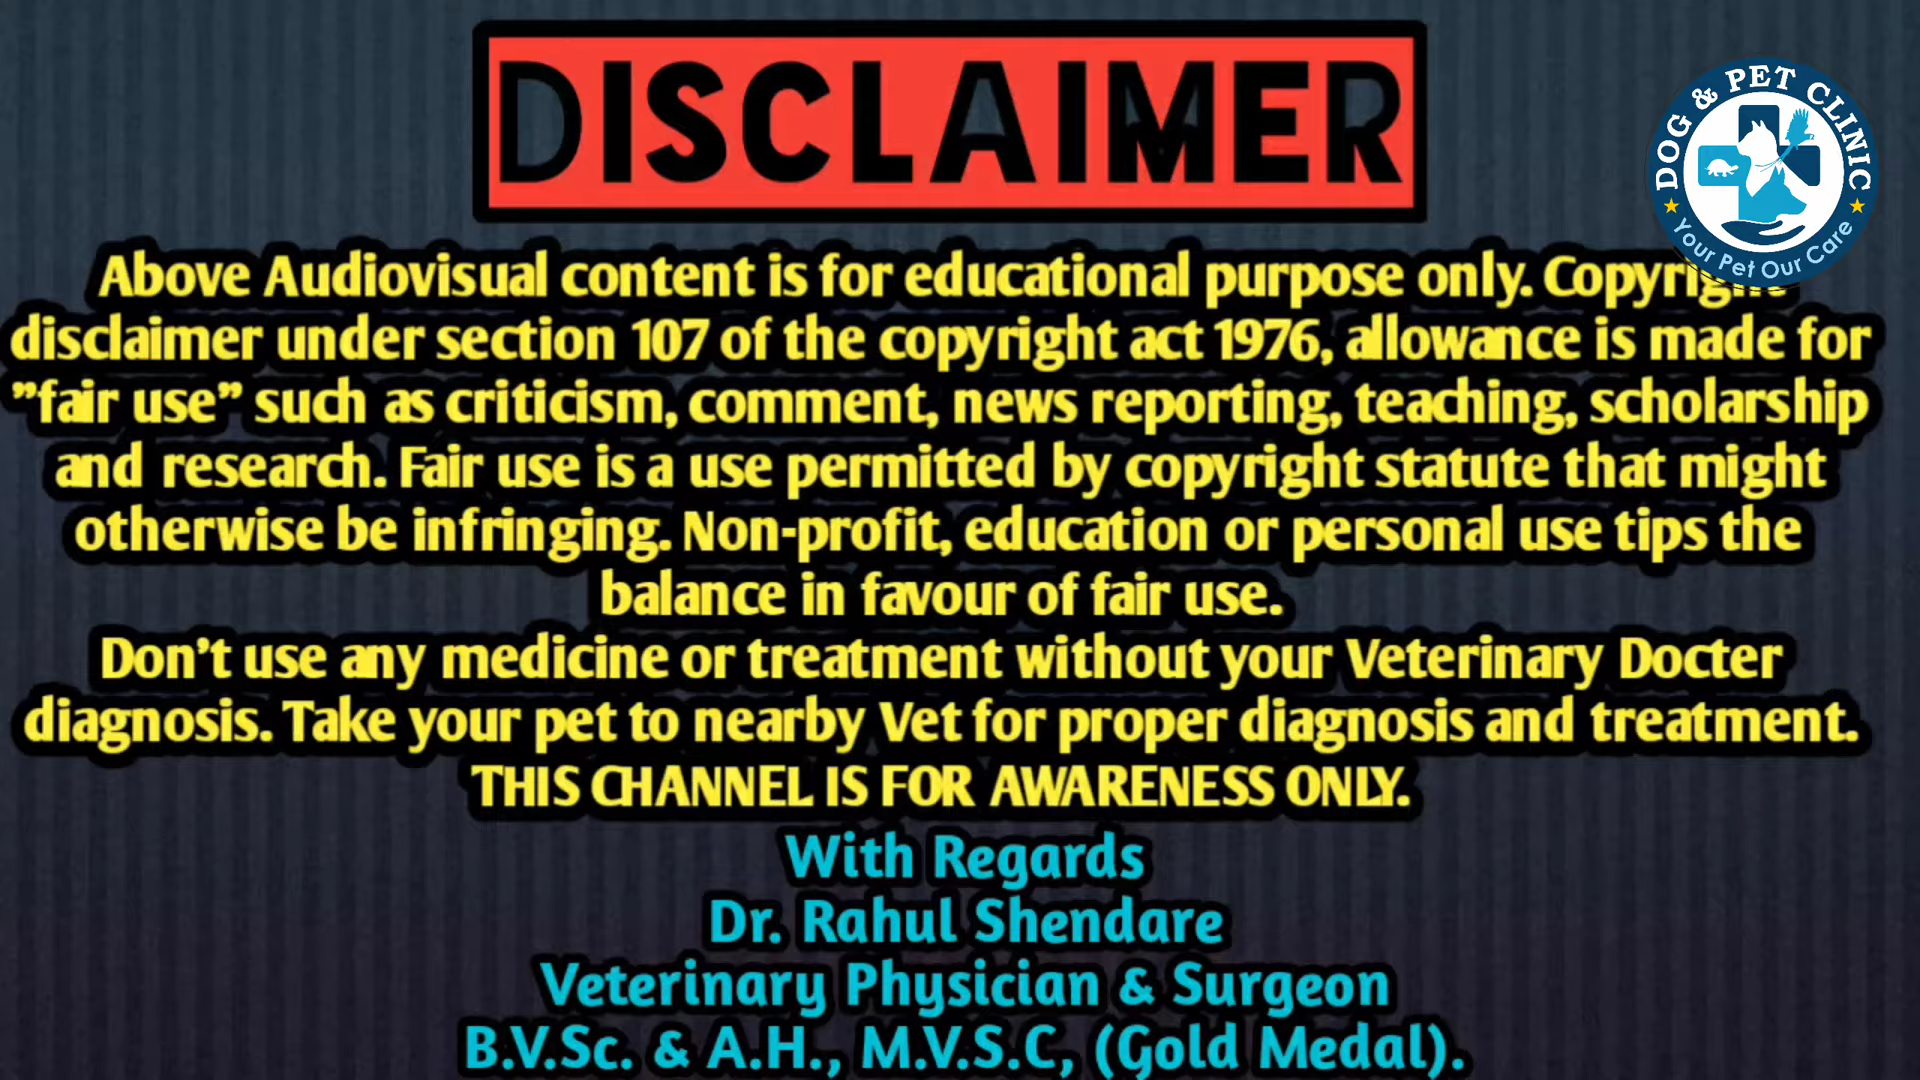 DISCLAIMER
DOG & PET CLINIC
Your Pet Our Care
Above Audiovisual content is for educational purpose only. Copyright
disclaimer under section 107 of the copyright act 1976, allowance is made for
"fair use" such as criticism, comment, news reporting, teaching, scholarship
and research. Fair use is a use permitted by copyright statute that might
otherwise be infringing. Non-profit, education or personal use tips the
balance in favour of fair use.
Don't use any medicine or treatment without your Veterinary Docter
diagnosis. Take your pet to nearby Vet for proper diagnosis and treatment.
THIS CHANNEL IS FOR AWARENESS ONLY.
With Regards
Dr. Rahul Shendare
Veterinary Physician & Surgeon
B.V.Sc. & A.H., M.V.S.C, (Gold Medal).